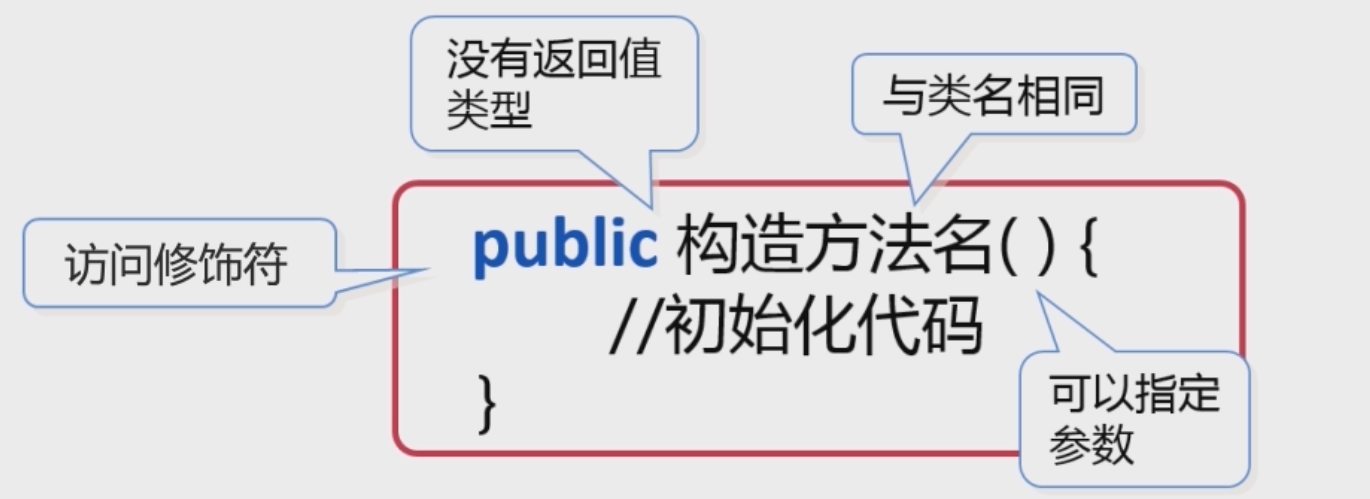 没有返回值
类型
与类名相同
访问修饰符
public 构造方法名( ) {
//初始化代码
}
可以指定
参数